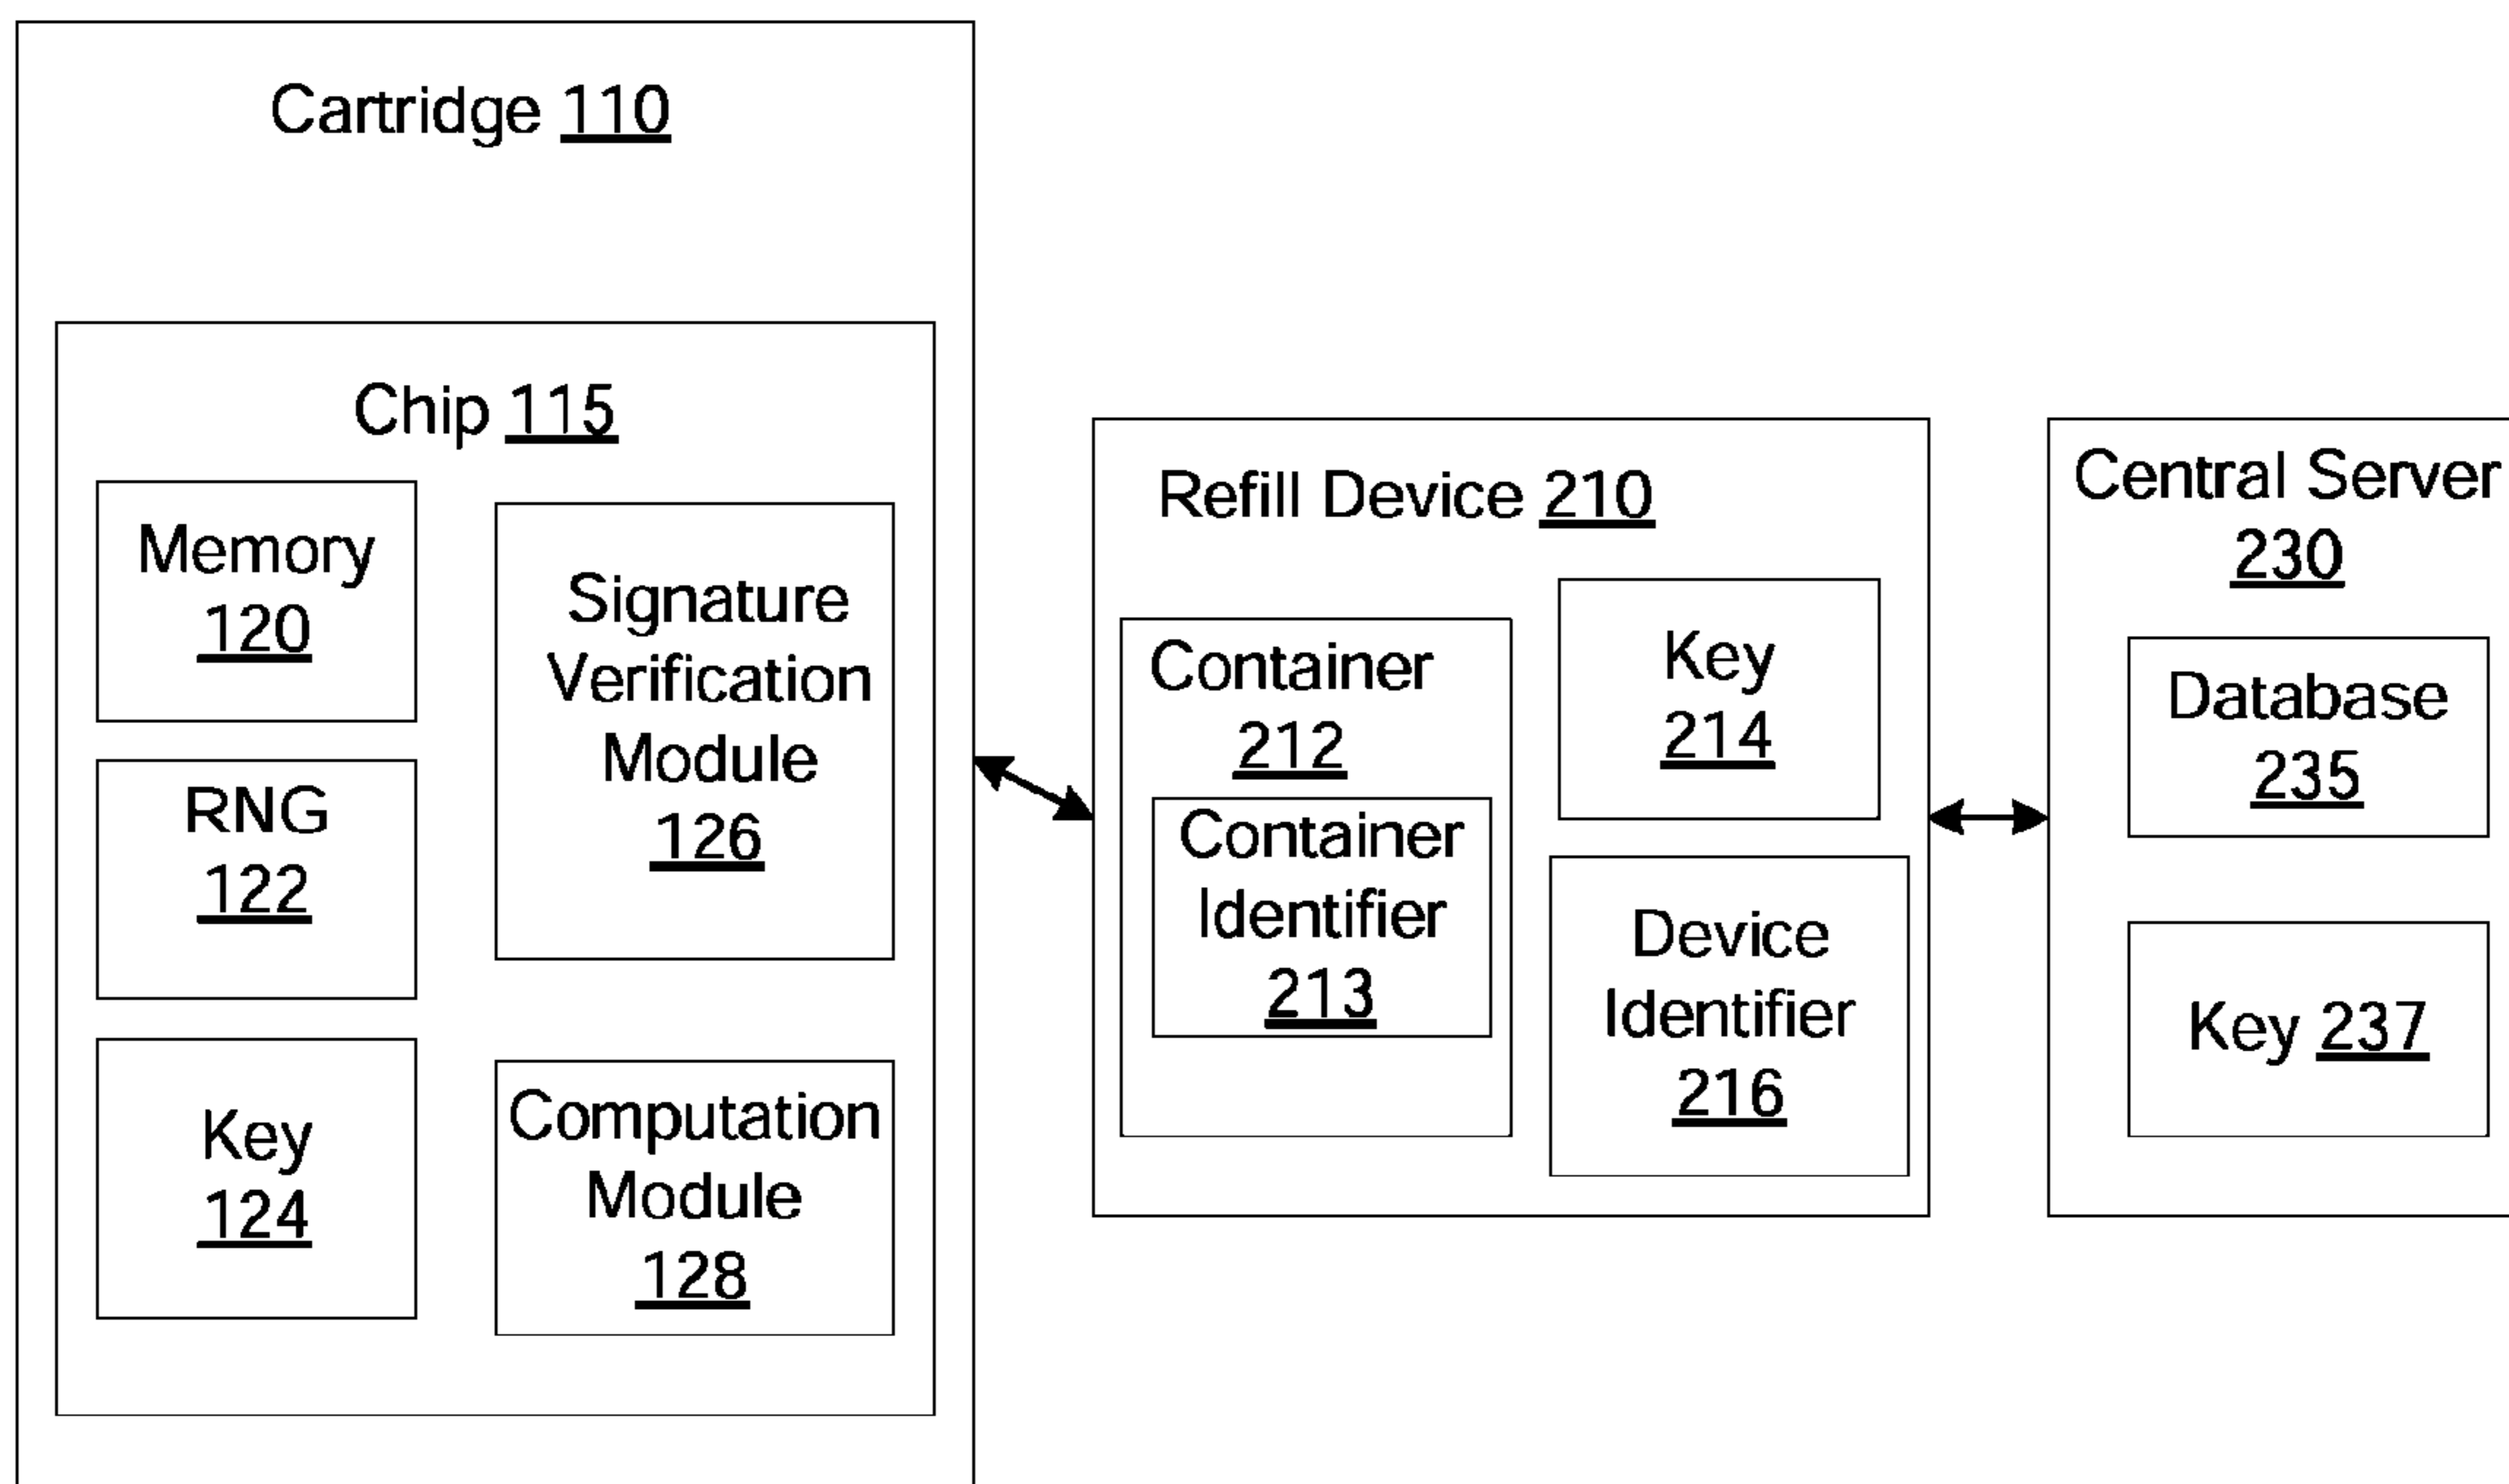 Cartridge 110
Chip 115
Memory
120
RNG
122
Key
124
Signature
Verification
Module
126
Computation
Module
128
Refill Device 210
Container
212
Container
Identifier
213
Key
214
Device
Identifier
216
Central Server
230
Database
235
Key 237